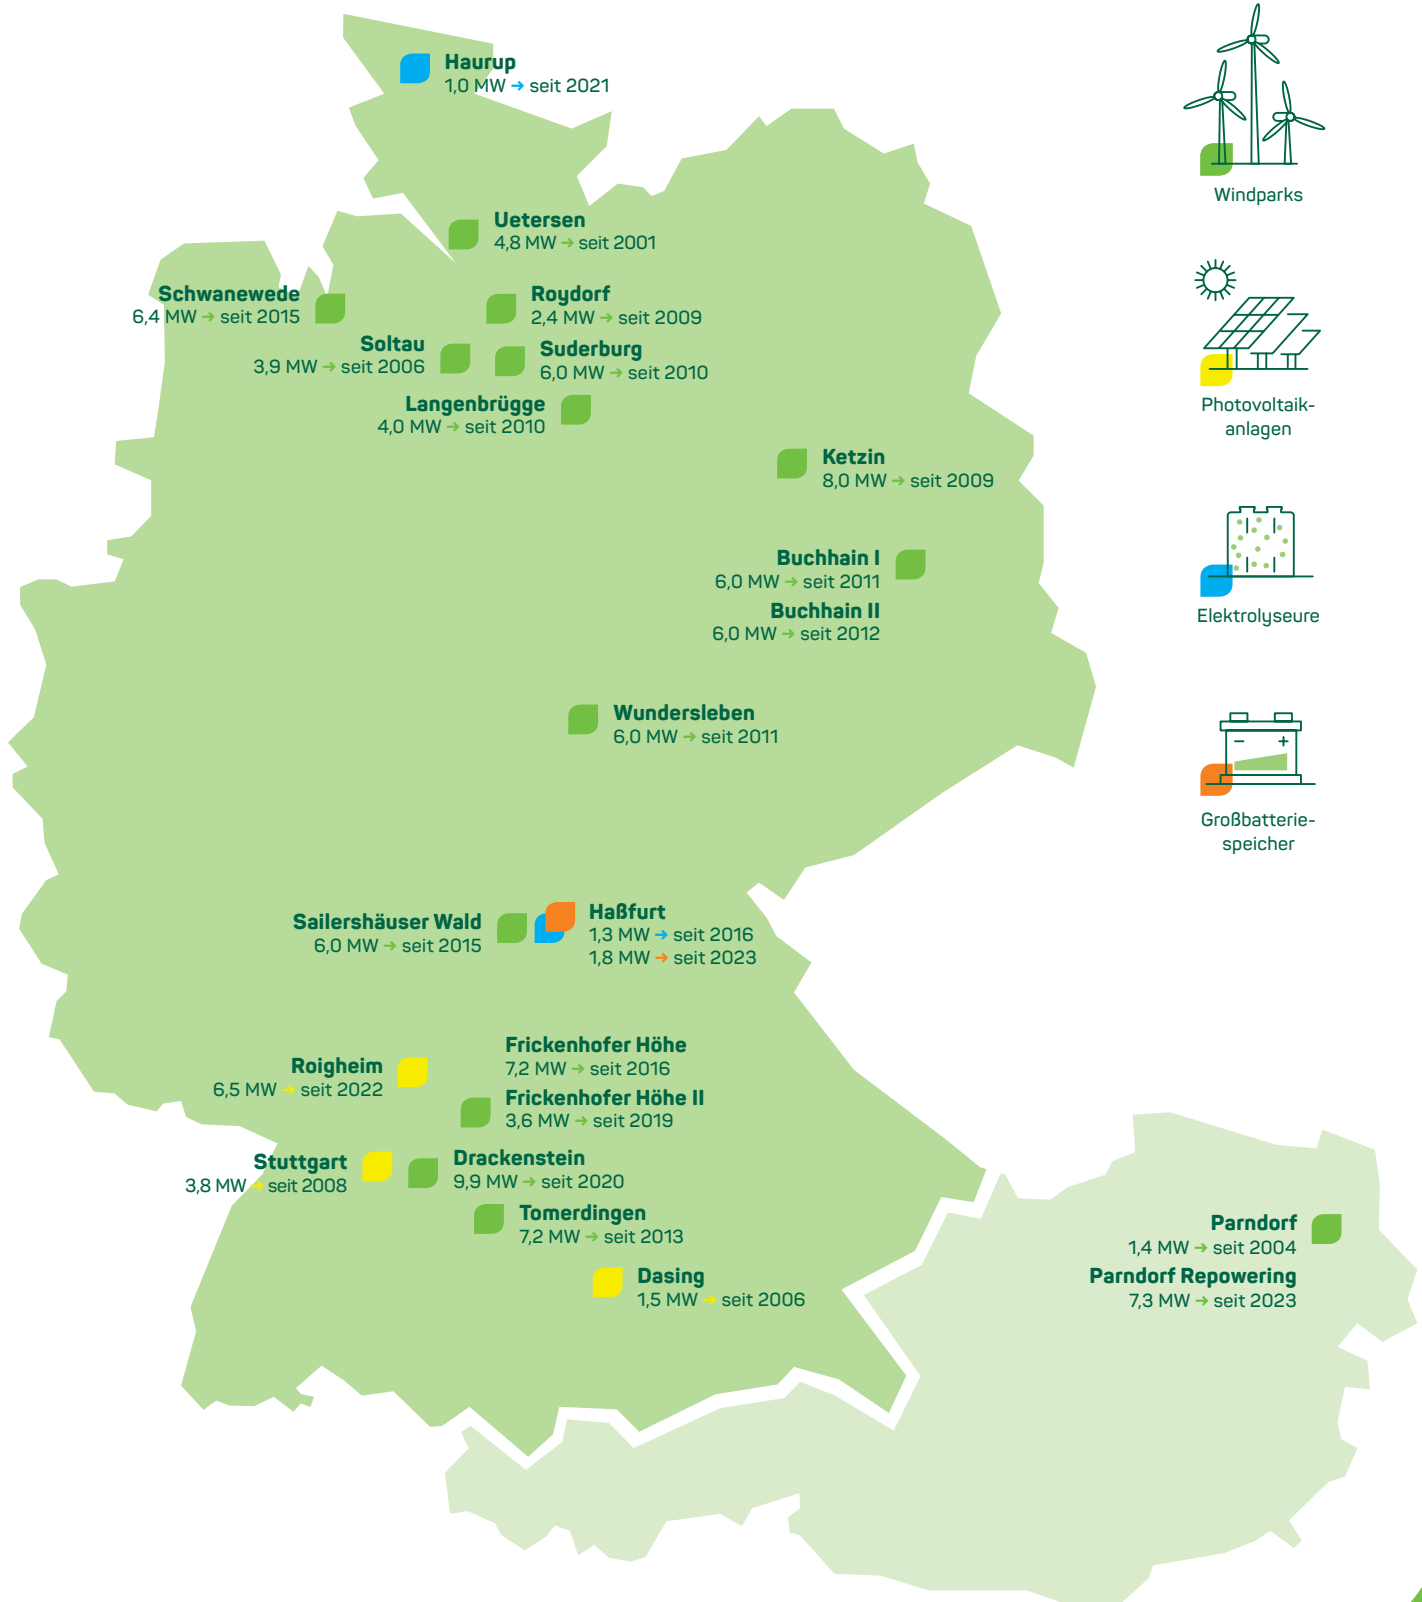 Haurup
1,0 MW → seit 2021
Uetersen
4,8 MW → seit 2001
Schwanewede
6,4 MW → seit 2015
Roydorf
2,4 MW → seit 2009
Soltau
3,9 MW → seit 2006
Suderburg
6,0 MW → seit 2010
Langenbrügge
4,0 MW → seit 2010
Ketzin
8,0 MW → seit 2009
Buchhain I
6,0 MW → seit 2011
Buchhain II
6,0 MW → seit 2012
Wundersleben
6,0 MW → seit 2011
Sailershäuser Wald
6,0 MW → seit 2015
Haßfurt
1,3 MW → seit 2016
1,8 MW → seit 2023
Roigheim
6,5 MW → seit 2022
Frickenhofer Höhe
7,2 MW → seit 2016
Frickenhofer Höhe II
3,6 MW → seit 2019
Stuttgart
3,8 MW → seit 2008
Drackenstein
9,9 MW → seit 2020
Tomerdingen
7,2 MW → seit 2013
Dasing
1,5 MW → seit 2006
Parndorf
1,4 MW → seit 2004
Parndorf Repowering
7,3 MW → seit 2023
Windparks
Photovoltaik-
anlagen
Elektrolyseure
Großbatterie-
speicher